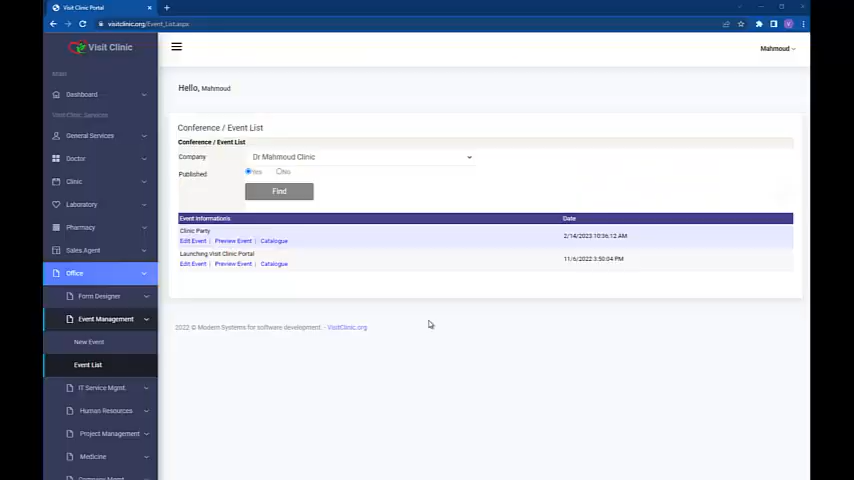 Visit Clinic Portal
visitclinic.org/Event_List.aspx
Visit Clinic
Mahmoud
MAIN
Dashboard
Visit Clinic Services
General Services
Doctor
Clinic
Laboratory
Pharmacy
Sales Agent
Office
Form Designer
Event Management
New Event
Event List
IT Service Mgmt.
Human Resources
Project Management
Medicine
Hello, Mahmoud
Conference / Event List
Conference / Event List
Company Dr Mahmoud Clinic
Published Yes No
Find
Event Informations Date
Clinic Party
Edit Event | Preview Event | Catalogue 2/14/2023 10:36:12 AM
Launching Visit Clinic Portal
Edit Event | Preview Event | Catalogue 11/6/2022 3:50:04 PM
2022 © Modern Systems for software development. - VisitClinic.org